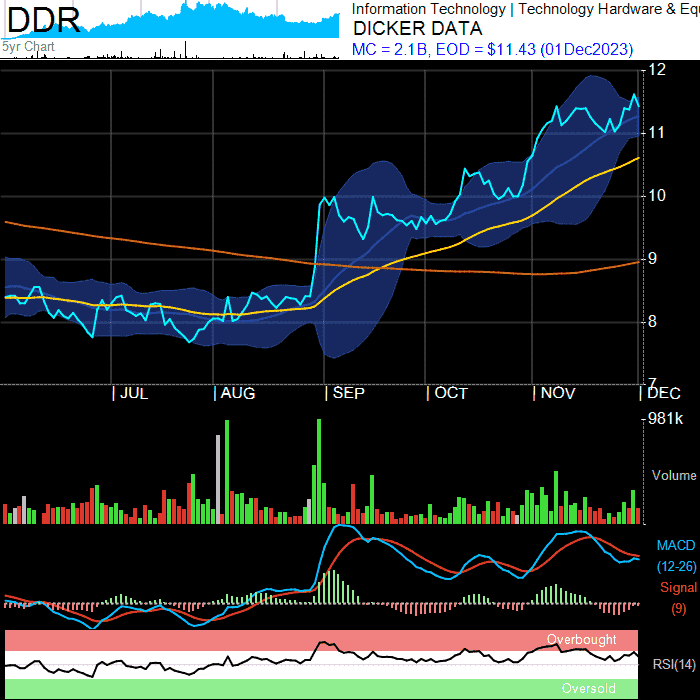 DDR
5yr Chart
Information Technology | Technology Hardware & Equ
DICKER DATA
MC = 2.1B, EOD = $11.43 (01Dec2023)
12
11
10
9
8
7
JUL AUG SEP OCT NOV DEC
981k
Volume
MACD
(12-26)
Signal
(9)
Overbought
RSI(14)
Oversold